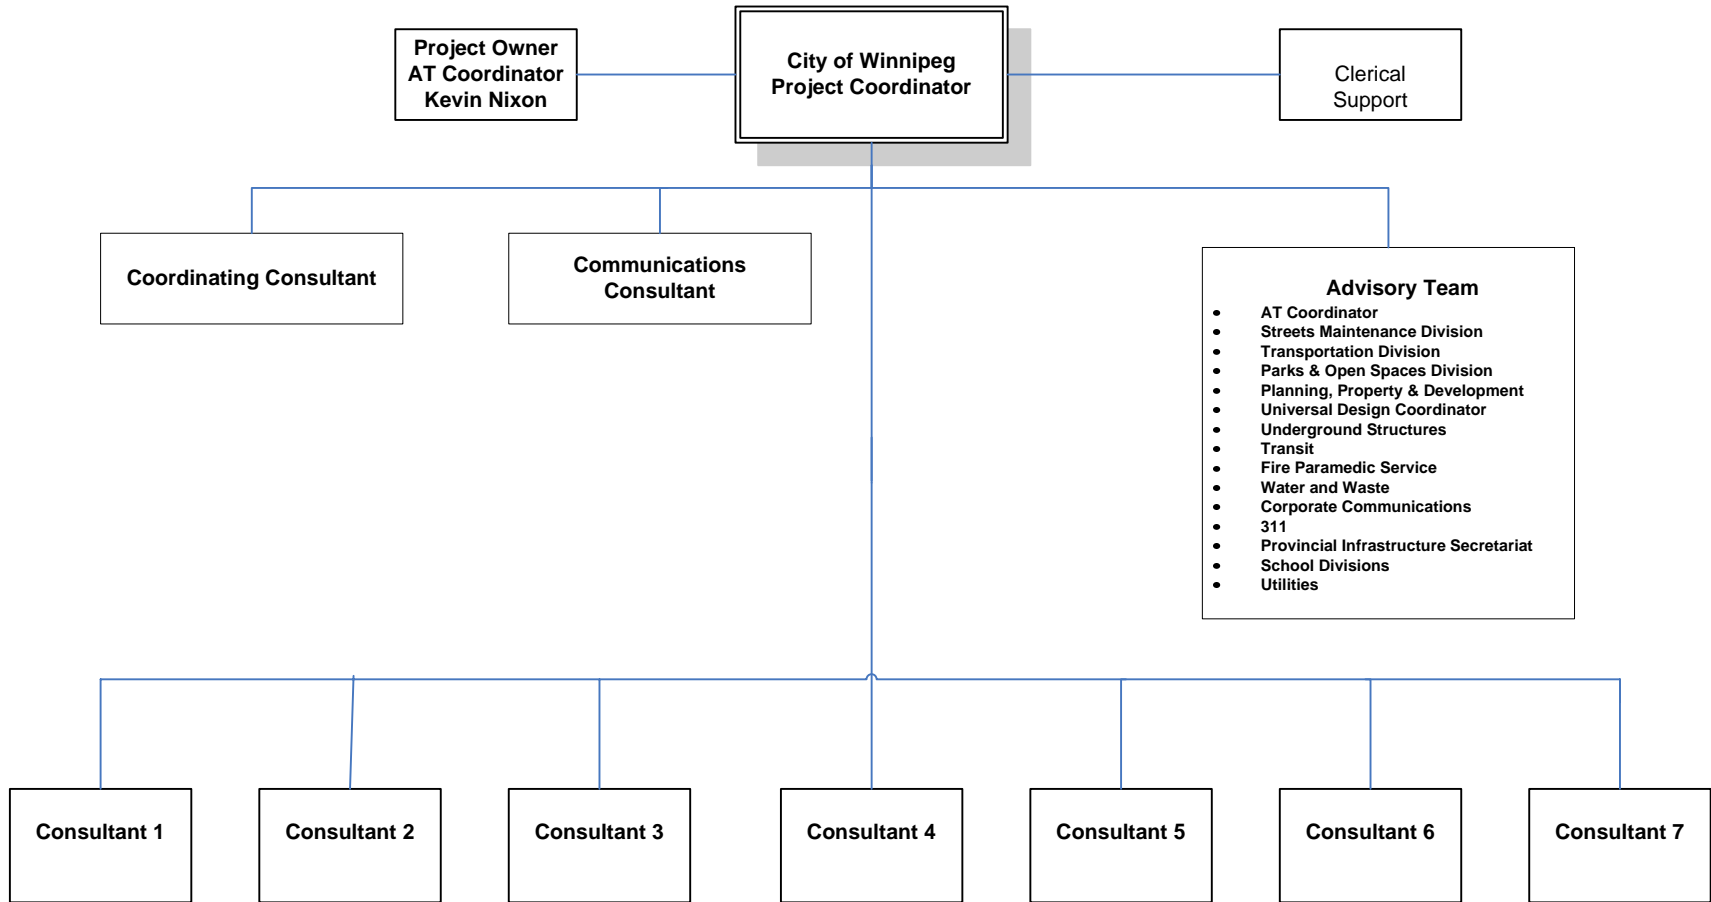 Project Owner
AT Coordinator
Kevin Nixon
City of Winnipeg
Project Coordinator
Clerical
Support
Coordinating Consultant
Communications
Consultant
Advisory Team
• AT Coordinator
• Streets Maintenance Division
• Transportation Division
• Parks & Open Spaces Division
• Planning, Property & Development
• Universal Design Coordinator
• Underground Structures
• Transit
• Fire Paramedic Service
• Water and Waste
• Corporate Communications
• 311
• Provincial Infrastructure Secretariat
• School Divisions
• Utilities
Consultant 1
Consultant 2
Consultant 3
Consultant 4
Consultant 5
Consultant 6
Consultant 7